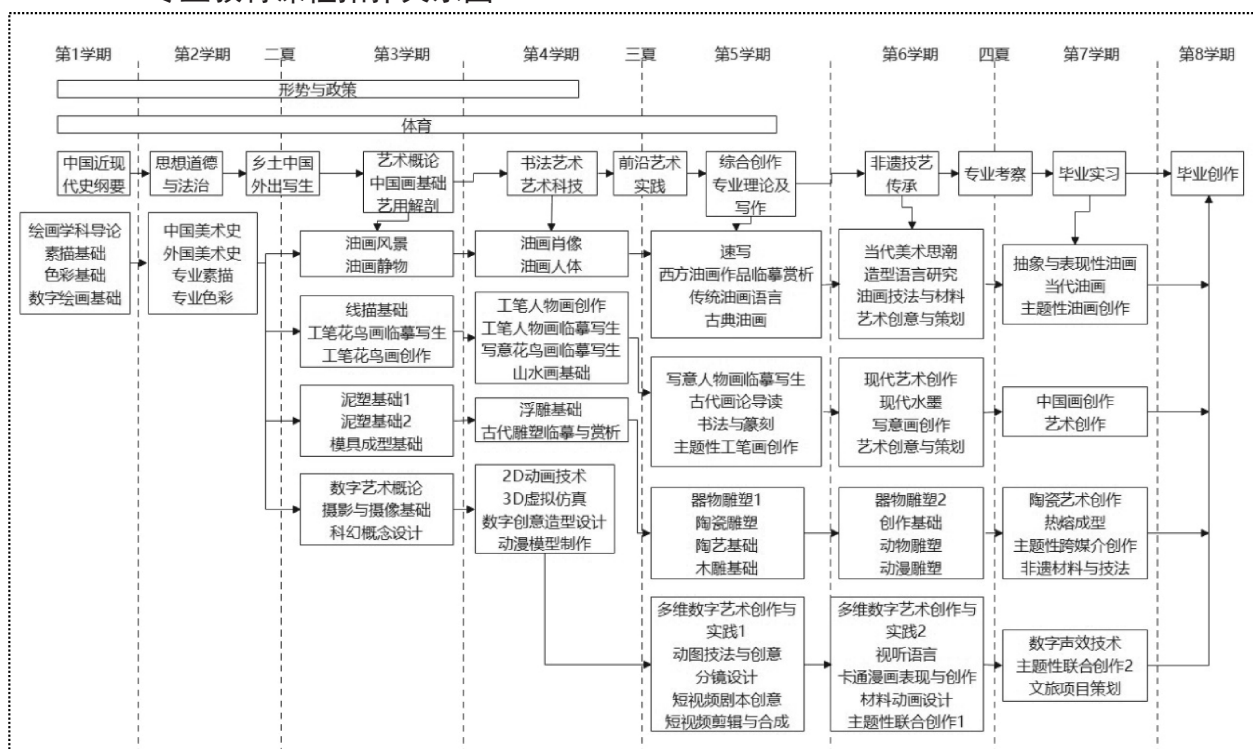 第1学期
第2学期
二夏
第3学期
第4学期
三夏
第5学期
第6学期
四夏
第7学期
第8学期
形势与政策
体育
中国近现
代史纲要
思想道德
与法治
乡土中国
外出写生
艺术概论
中国画基础
艺用解剖
书法艺术
艺术科技
前沿艺术
实践
综合创作
专业理论及
写作
非遗技艺
传承
专业考察
毕业实习
毕业创作
绘画学科导论
素描基础
色彩基础
数字绘画基础
中国美术史
外国美术史
专业素描
专业色彩
油画风景
油画静物
油画肖像
油画人体
速写
西方油画作品临摹赏析
传统油画语言
古典油画
当代美术思潮
造型语言研究
油画技法与材料
艺术创意与策划
抽象与表现性油画
当代油画
主题性油画创作
线描基础
工笔花鸟画临摹写生
工笔花鸟画创作
工笔人物画创作
工笔人物画临摹写生
写意花鸟画临摹写生
山水画基础
写意人物画临摹写生
古代画论导读
书法与篆刻
主题性工笔画创作
现代艺术创作
现代水墨
写意画创作
艺术创意与策划
中国画创作
艺术创作
泥塑基础1
泥塑基础2
模具成型基础
浮雕基础
古代雕塑临摹与赏析
器物雕塑1
陶瓷雕塑
陶艺基础
木雕基础
器物雕塑2
创作基础
动物雕塑
动漫雕塑
陶瓷艺术创作
热熔成型
主题性跨媒介创作
非遗材料与技法
数字艺术概论
摄影与摄像基础
科幻概念设计
2D动画技术
3D虚拟仿真
数字创意造型设计
动漫模型制作
多维数字艺术创作与
实践1
动图技法与创意
分镜设计
短视频剧本创意
短视频剪辑与合成
多维数字艺术创作与
实践2
视听语言
卡通漫画表现与创作
材料动画设计
主题性联合创作1
数字声效技术
主题性联合创作2
文旅项目策划